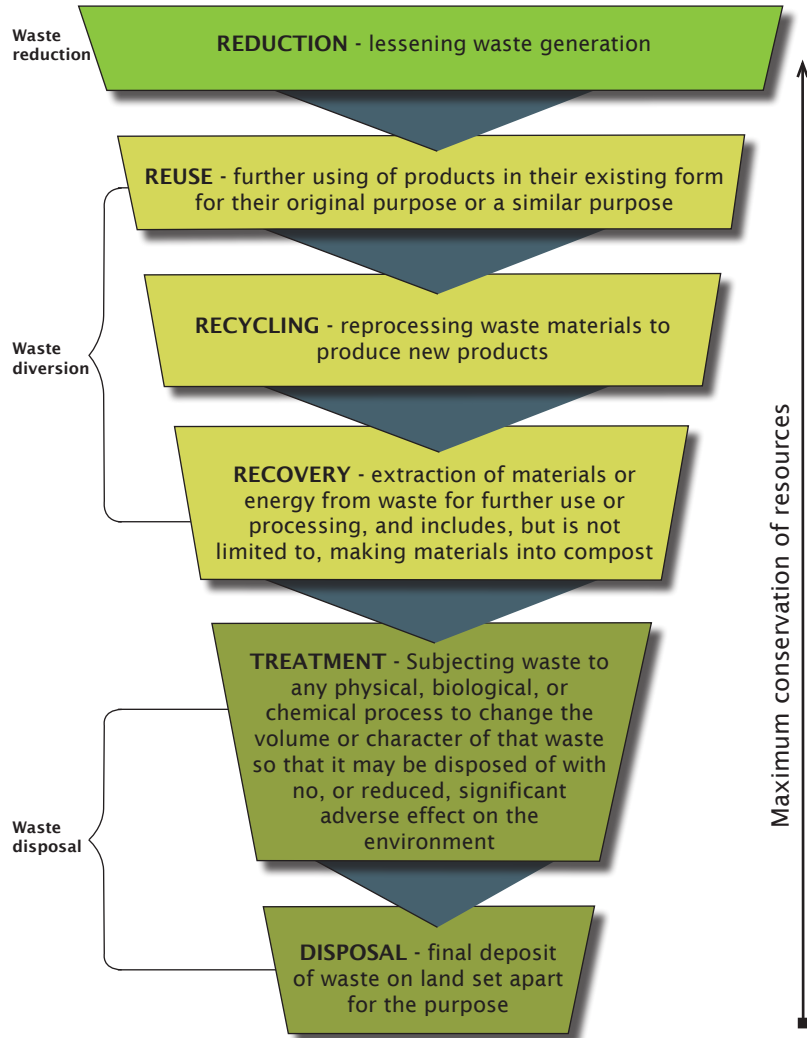 Waste
reduction
REDUCTION - lessening waste generation
REUSE - further using of products in their existing form
for their original purpose or a similar purpose
Waste
diversion
RECYCLING - reprocessing waste materials to
produce new products
RECOVERY - extraction of materials or
energy from waste for further use or
processing, and includes, but is not
limited to, making materials into compost
TREATMENT - Subjecting waste to
any physical, biological, or
chemical process to change the
volume or character of that waste
so that it may be disposed of with
no, or reduced, significant
adverse effect on the
environment
Waste
disposal
DISPOSAL - final deposit
of waste on land set apart
for the purpose
Maximum conservation of resources